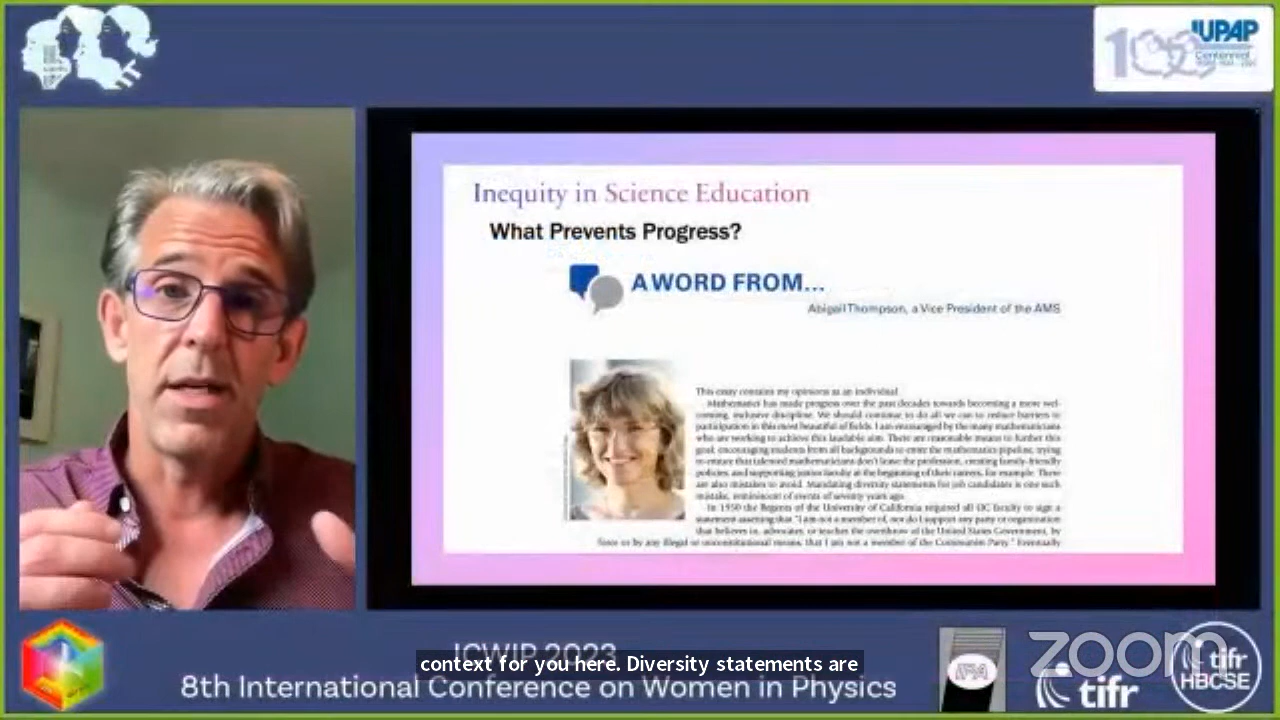 100
IUPAP
Centennial
Inequity in Science Education
What Prevents Progress?
A WORD FROM...
Abigail Thompson, a Vice President of the AMS
This essay contains my opinions as an individual.
Mathematics has made progress over the past decades towards becoming a more wel-
coming, inclusive discipline. We should continue to do all we can to reduce barriers to
participation in this most beautiful of fields. I am encouraged by the many mathematicians
who are working to achieve this laudable aim. There are reasonable means to further this
goal: encouraging students from all backgrounds to enter the mathematics pipeline, trying
to ensure that talented mathematicians don't leave the profession, creating family-friendly
policies, and supporting junior faculty at the beginning of their careers, for example. There
are also mistakes to avoid. Mandating diversity statements for job candidates is one such
mistake, reminiscent of events of seventy years ago.
In 1950 the Regents of the University of California required all UC faculty to sign a
statement asserting that "I am not a member of, nor do I support any party or organization
that believes in, advocates, or teaches the overthrow of the United States Government, by
force or by any illegal or unconstitutional means, that I am not a member of the Communist Party." Eventually
ICWIP 2023
context for you here. Diversity statements are
8th International Conference on Women in Physics
IPA
tifr
zoom
tifr
HBCSE